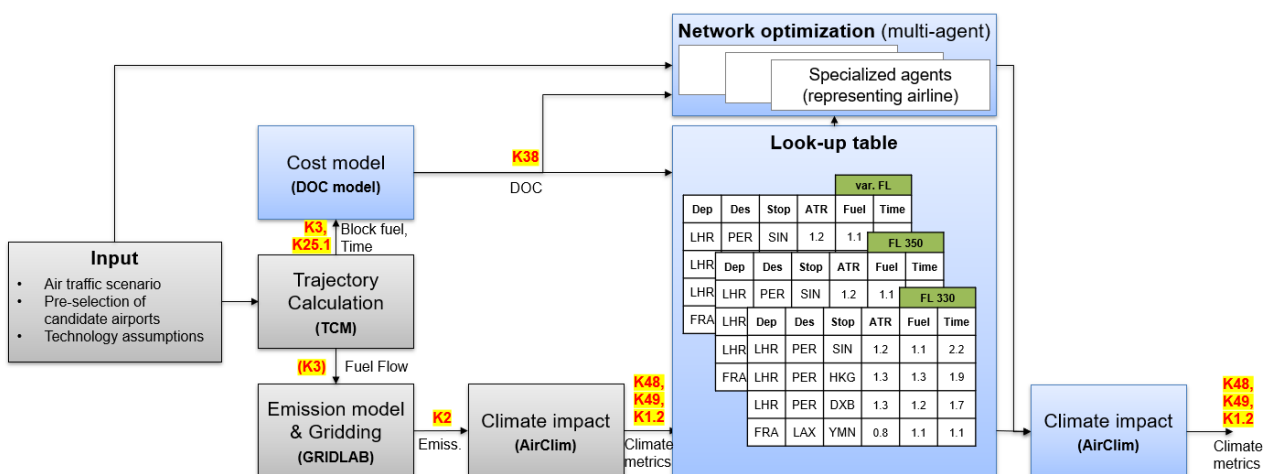 Network optimization (multi-agent)
Specialized agents
(representing airline)
Cost model
(DOC model)
K38
DOC
Look-up table
var. FL
Dep Des Stop ATR Fuel Time
LHR PER SIN 1.2 1.1
LHR
LHR
FRA
FL 350
Dep Des Stop ATR Fuel Time
LHR PER SIN 1.2 1.1
LHR
LHR
FRA
FL 330
Dep Des Stop ATR Fuel Time
LHR PER SIN 1.2 1.1 2.2
LHR PER HKG 1.3 1.3 1.9
LHR PER DXB 1.3 1.2 1.7
FRA LAX YMN 0.8 1.1 1.1
K3,
K25.1
Block fuel,
Time
Input
• Air traffic scenario
• Pre-selection of
candidate airports
• Technology assumptions
Trajectory
Calculation
(TCM)
(K3)
Fuel Flow
Emission model
& Gridding
(GRIDLAB)
K2
Emiss.
Climate impact
(AirClim)
K48,
K49,
K1.2
Climate
metrics
Climate impact
(AirClim)
K48,
K49,
K1.2
Climate
metrics